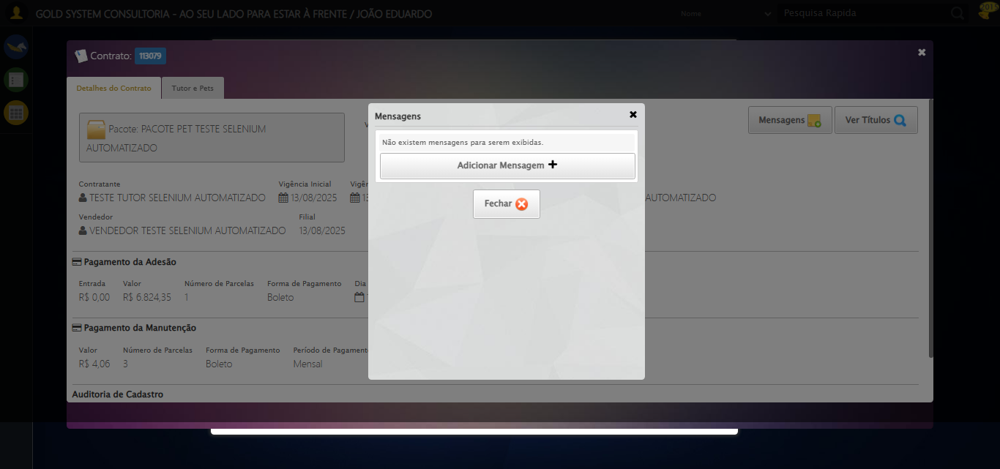 GOLD SYSTEM CONSULTORIA - AO SEU LADO PARA ESTAR À FRENTE / JOÃO EDUARDO
Nome
Pesquisa Rapida
201
Contrato: 113079
Detalhes do Contrato
Tutor e Pets
Pacote: PACOTE PET TESTE SELENIUM
AUTOMATIZADO
Mensagens
Ver Títulos
Contratante
Vigência Inicial
TESTE TUTOR SELENIUM AUTOMATIZADO
13/08/2025
AUTOMATIZADO
Vendedor
Filial
VENDEDOR TESTE SELENIUM AUTOMATIZADO
13/08/2025
Pagamento da Adesão
Entrada
Valor
Número de Parcelas
Forma de Pagamento
Dia
R$ 0,00
R$ 6.824,35
1
Boleto
Pagamento da Manutenção
Valor
Número de Parcelas
Forma de Pagamento
Período de Pagamento
R$ 4,06
3
Boleto
Mensal
Auditoria de Cadastro
Mensagens
Não existem mensagens para serem exibidas.
Adicionar Mensagem
Fechar